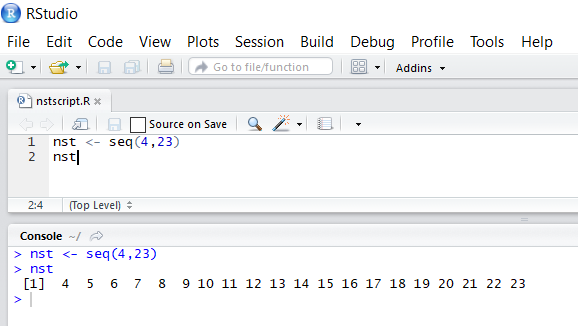 RStudio
File Edit Code View Plots Session Build Debug Profile Tools Help
Go to file/function Addins
nstscript.R
Source on Save
1 nst <- seq(4,23)
2 nst
2:4 (Top Level)
Console ~/
> nst <- seq(4,23)
> nst
[1] 4 5 6 7 8 9 10 11 12 13 14 15 16 17 18 19 20 21 22 23
>